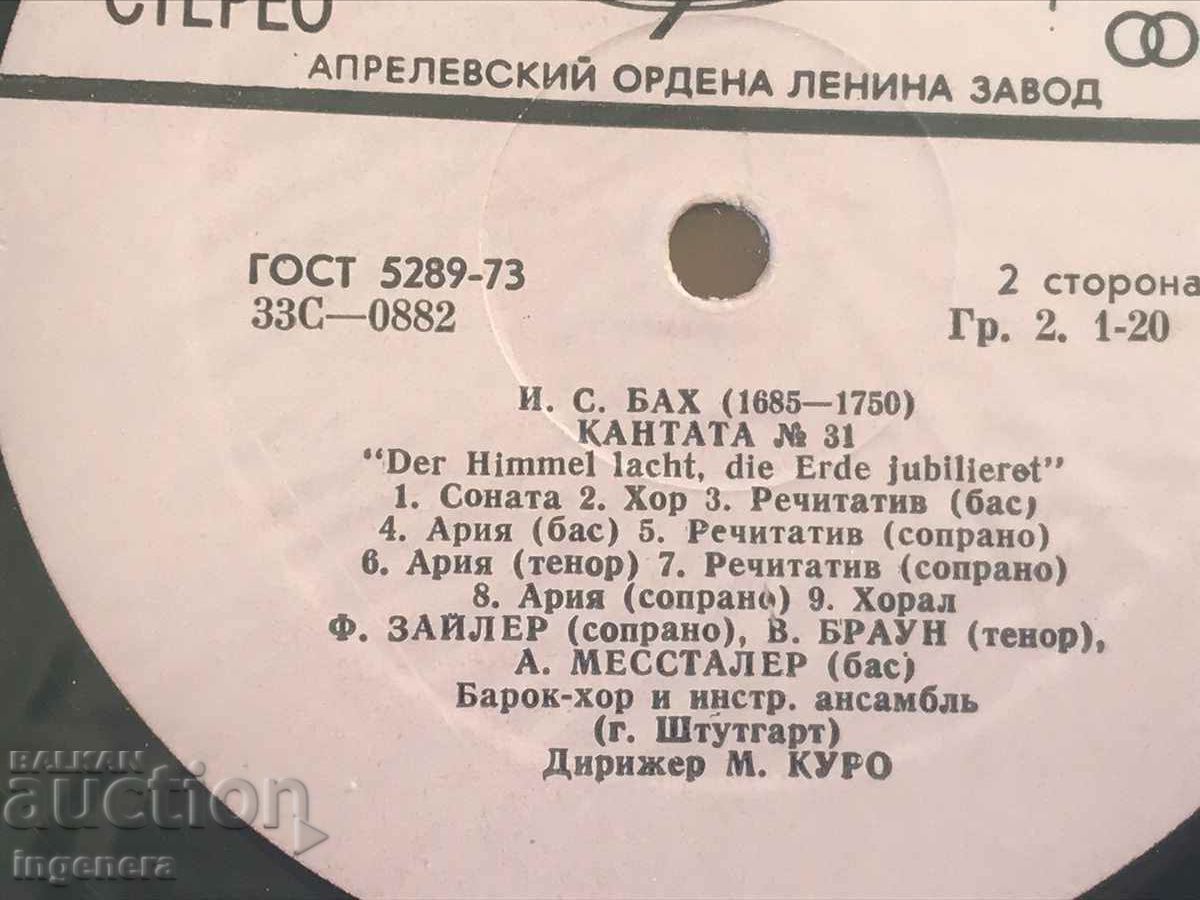 СТЕРЕО
АПРЕЛЕВСКИЙ ОРДЕНА ЛЕНИНА ЗАВОД
ГОСТ 5289-73
33С—0882
2 сторона
Гр. 2. 1-20
И. С. БАХ (1685—1750)
КАНТАТА № 31
"Der Himmel lacht, die Erde jubilieret"
1. Соната 2. Хор 3. Речитатив (бас)
4. Ария (бас) 5. Речитатив (сопрано)
6. Ария (тенор) 7. Речитатив (сопрано)
8. Ария (сопрано) 9. Хорал
Ф. ЗАЙЛЕР (сопрано), В. БРАУН (тенор),
А. МЕССТАЛЕР (бас)
Барок-хор и инстр. ансамбль
(г. Штутгарт)
Дирижер М. КУРО
BALKAN
auction
ingenera